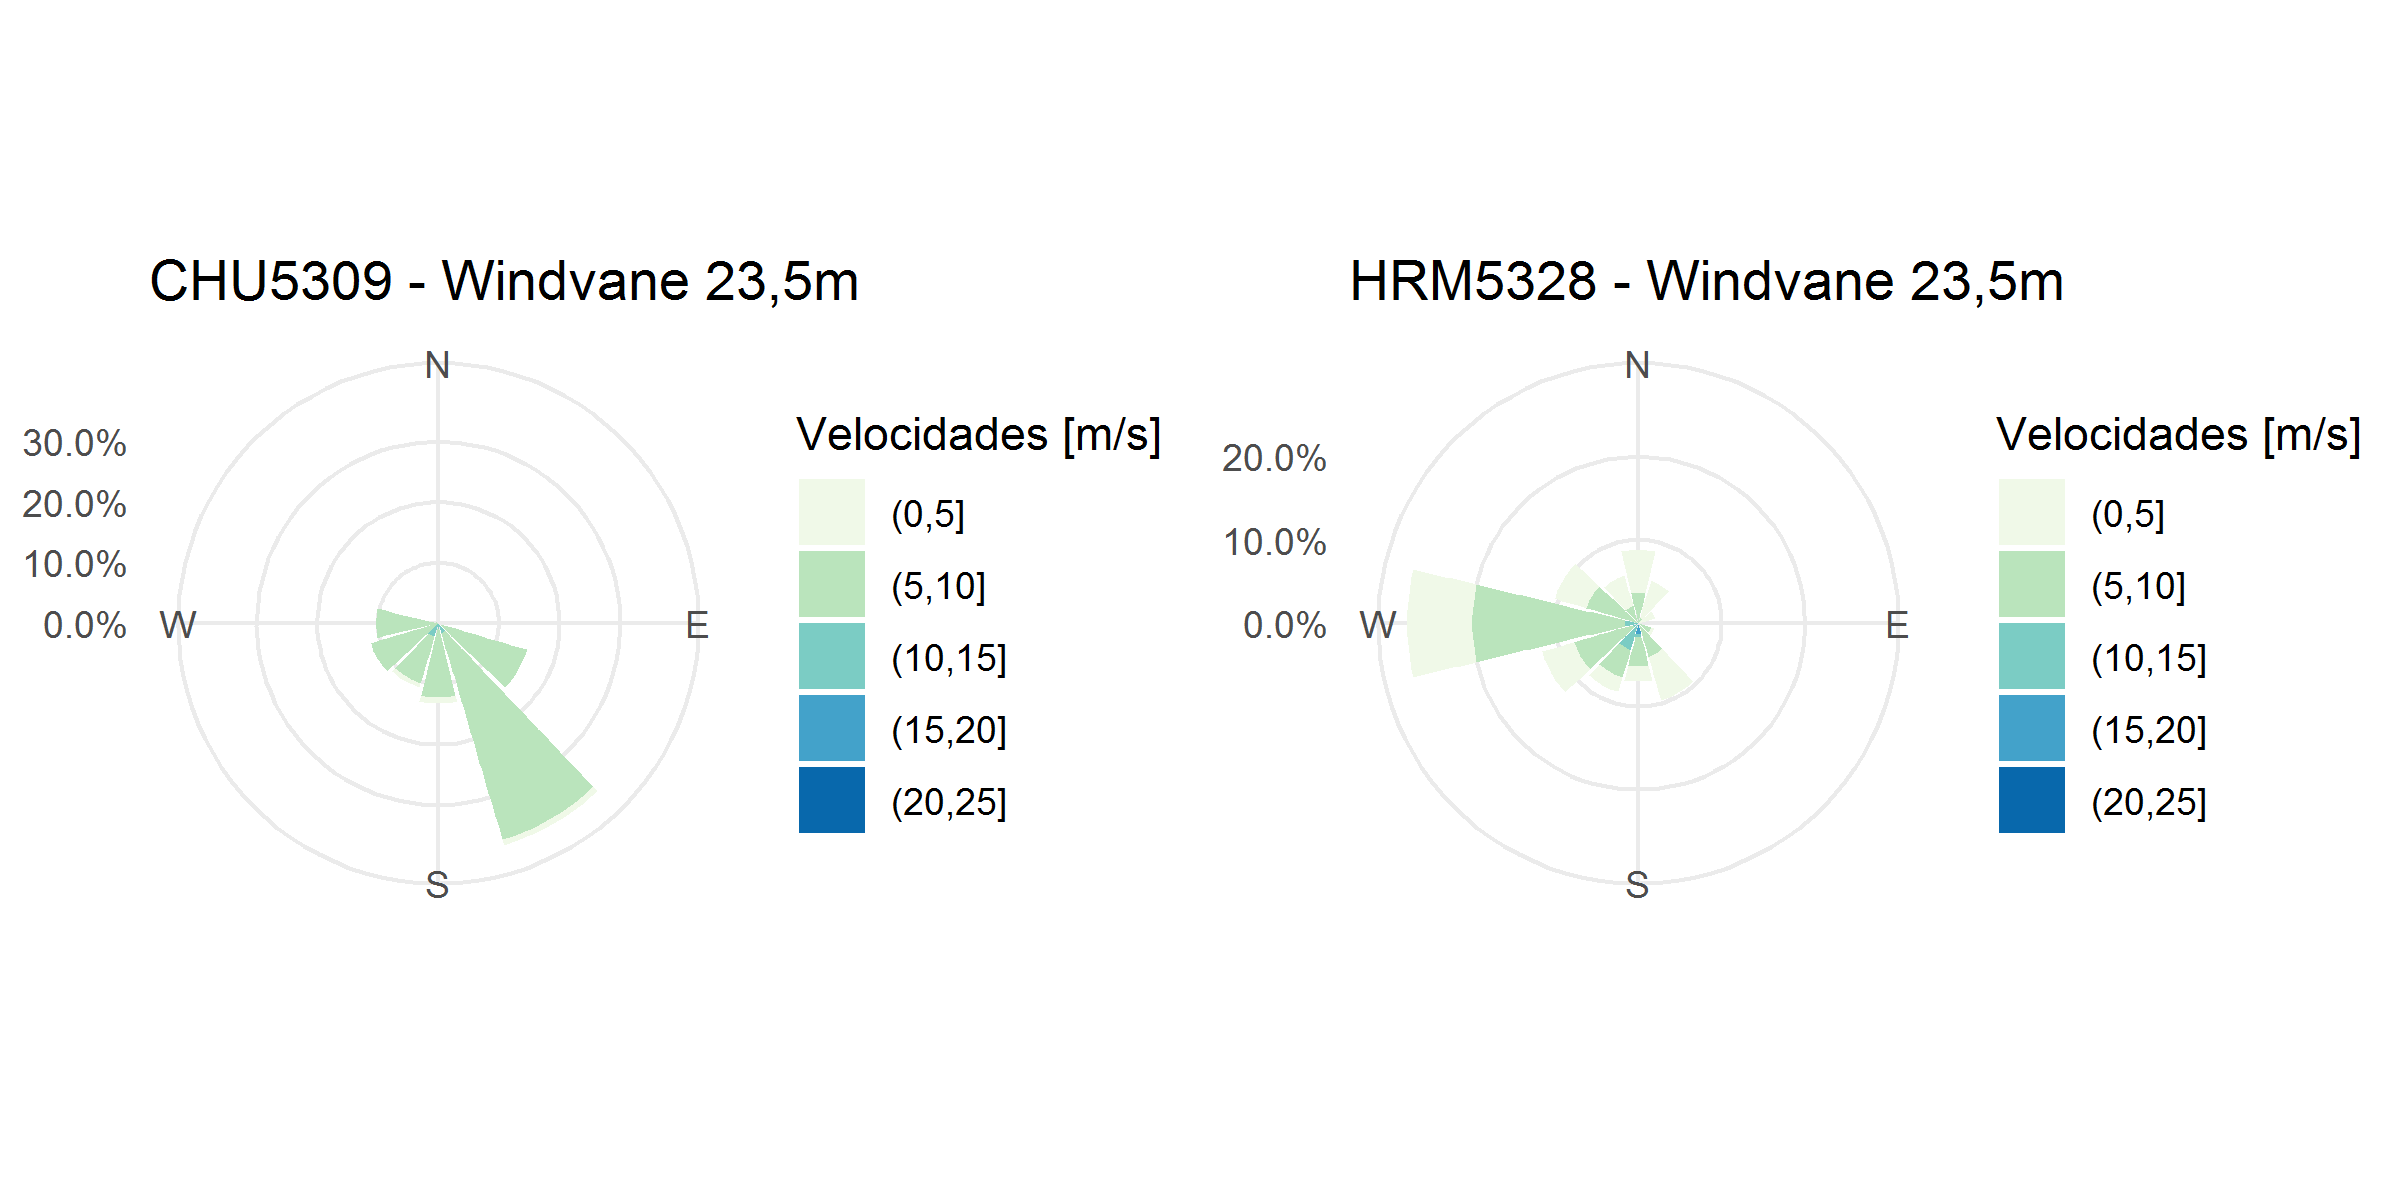 CHU5309 - Windvane 23,5m
N
30.0%
20.0%
10.0%
0.0%
W
E
S
Velocidades [m/s]
(0,5]
(5,10]
(10,15]
(15,20]
(20,25]
HRM5328 - Windvane 23,5m
N
20.0%
10.0%
0.0%
W
E
S
Velocidades [m/s]
(0,5]
(5,10]
(10,15]
(15,20]
(20,25]